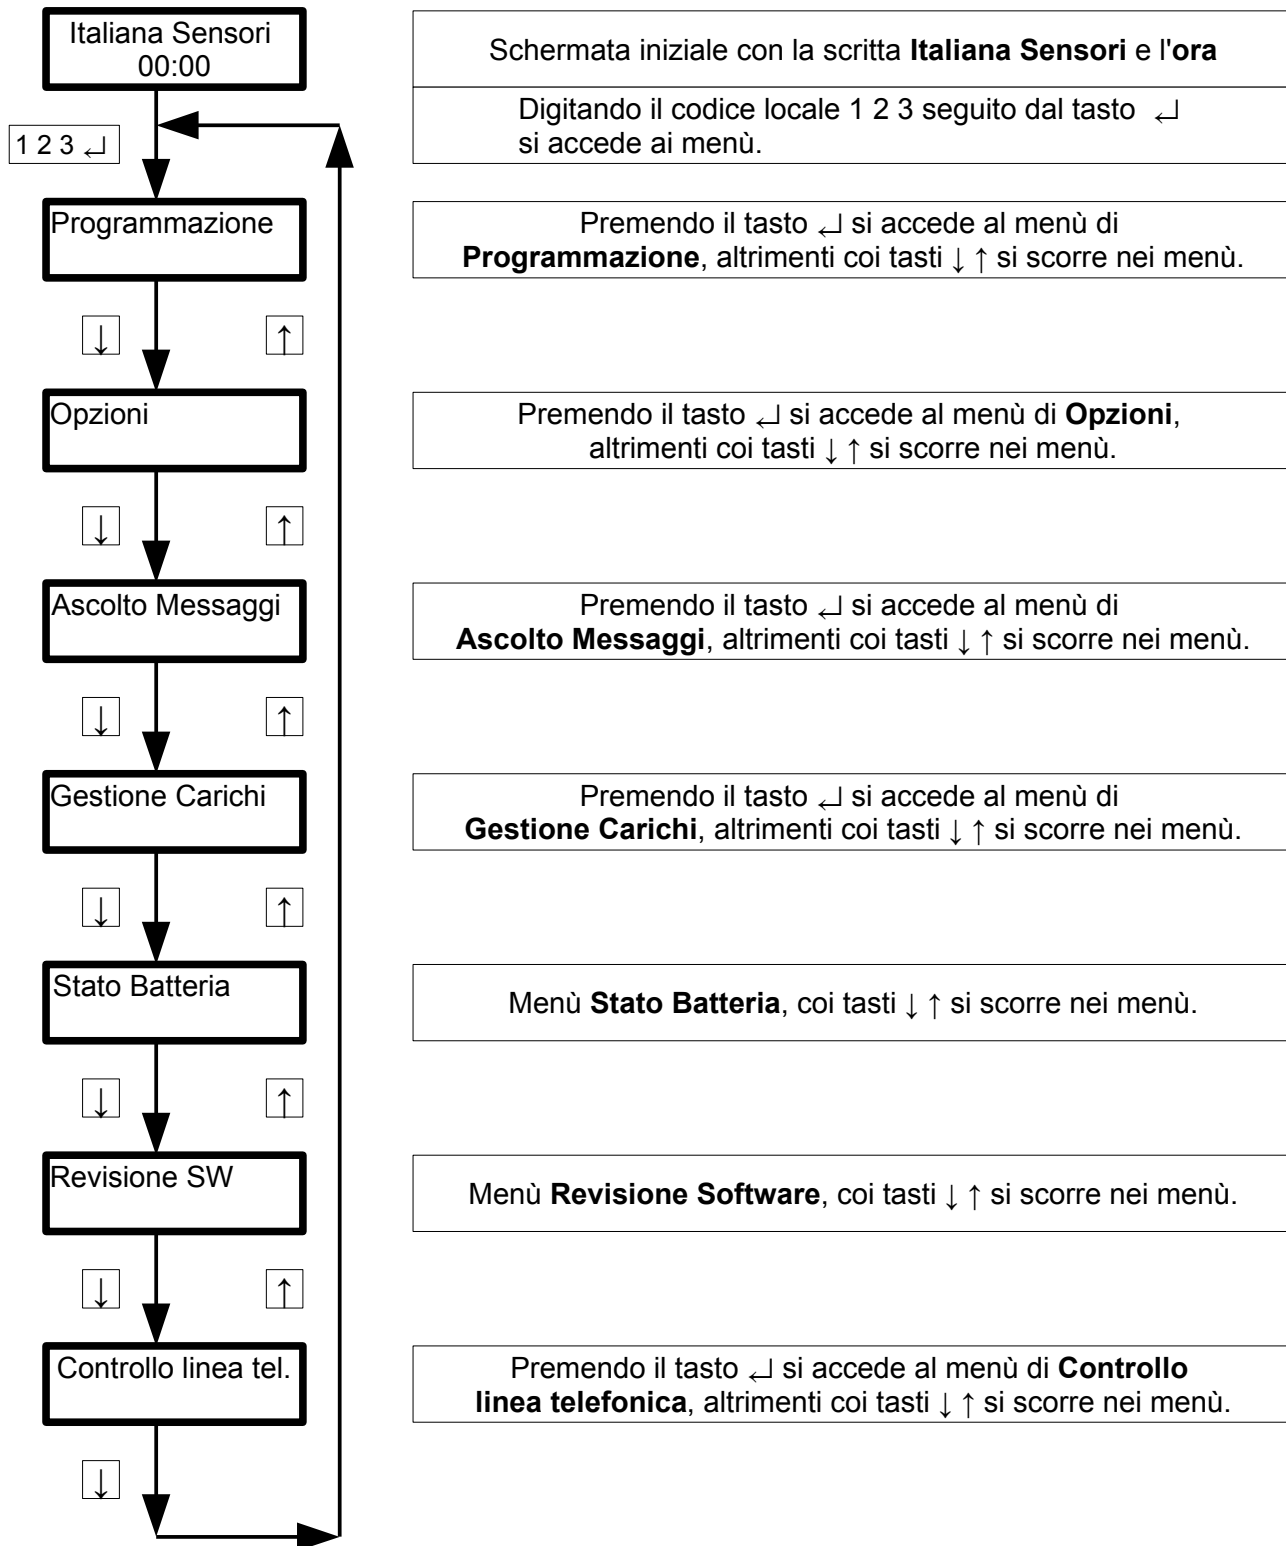 Italiana Sensori
00:00
Schermata iniziale con la scritta Italiana Sensori e l'ora
Digitando il codice locale 1 2 3 seguito dal tasto ↵
si accede ai menù.
1 2 3 ↵
Programmazione
Premendo il tasto ↵ si accede al menù di
Programmazione, altrimenti coi tasti ↓ ↑ si scorre nei menù.
↓ ↑
Opzioni
Premendo il tasto ↵ si accede al menù di Opzioni,
altrimenti coi tasti ↓ ↑ si scorre nei menù.
↓ ↑
Ascolto Messaggi
Premendo il tasto ↵ si accede al menù di
Ascolto Messaggi, altrimenti coi tasti ↓ ↑ si scorre nei menù.
↓ ↑
Gestione Carichi
Premendo il tasto ↵ si accede al menù di
Gestione Carichi, altrimenti coi tasti ↓ ↑ si scorre nei menù.
↓ ↑
Stato Batteria
Menù Stato Batteria, coi tasti ↓ ↑ si scorre nei menù.
↓ ↑
Revisione SW
Menù Revisione Software, coi tasti ↓ ↑ si scorre nei menù.
↓ ↑
Controllo linea tel.
Premendo il tasto ↵ si accede al menù di Controllo
linea telefonica, altrimenti coi tasti ↓ ↑ si scorre nei menù.
↓